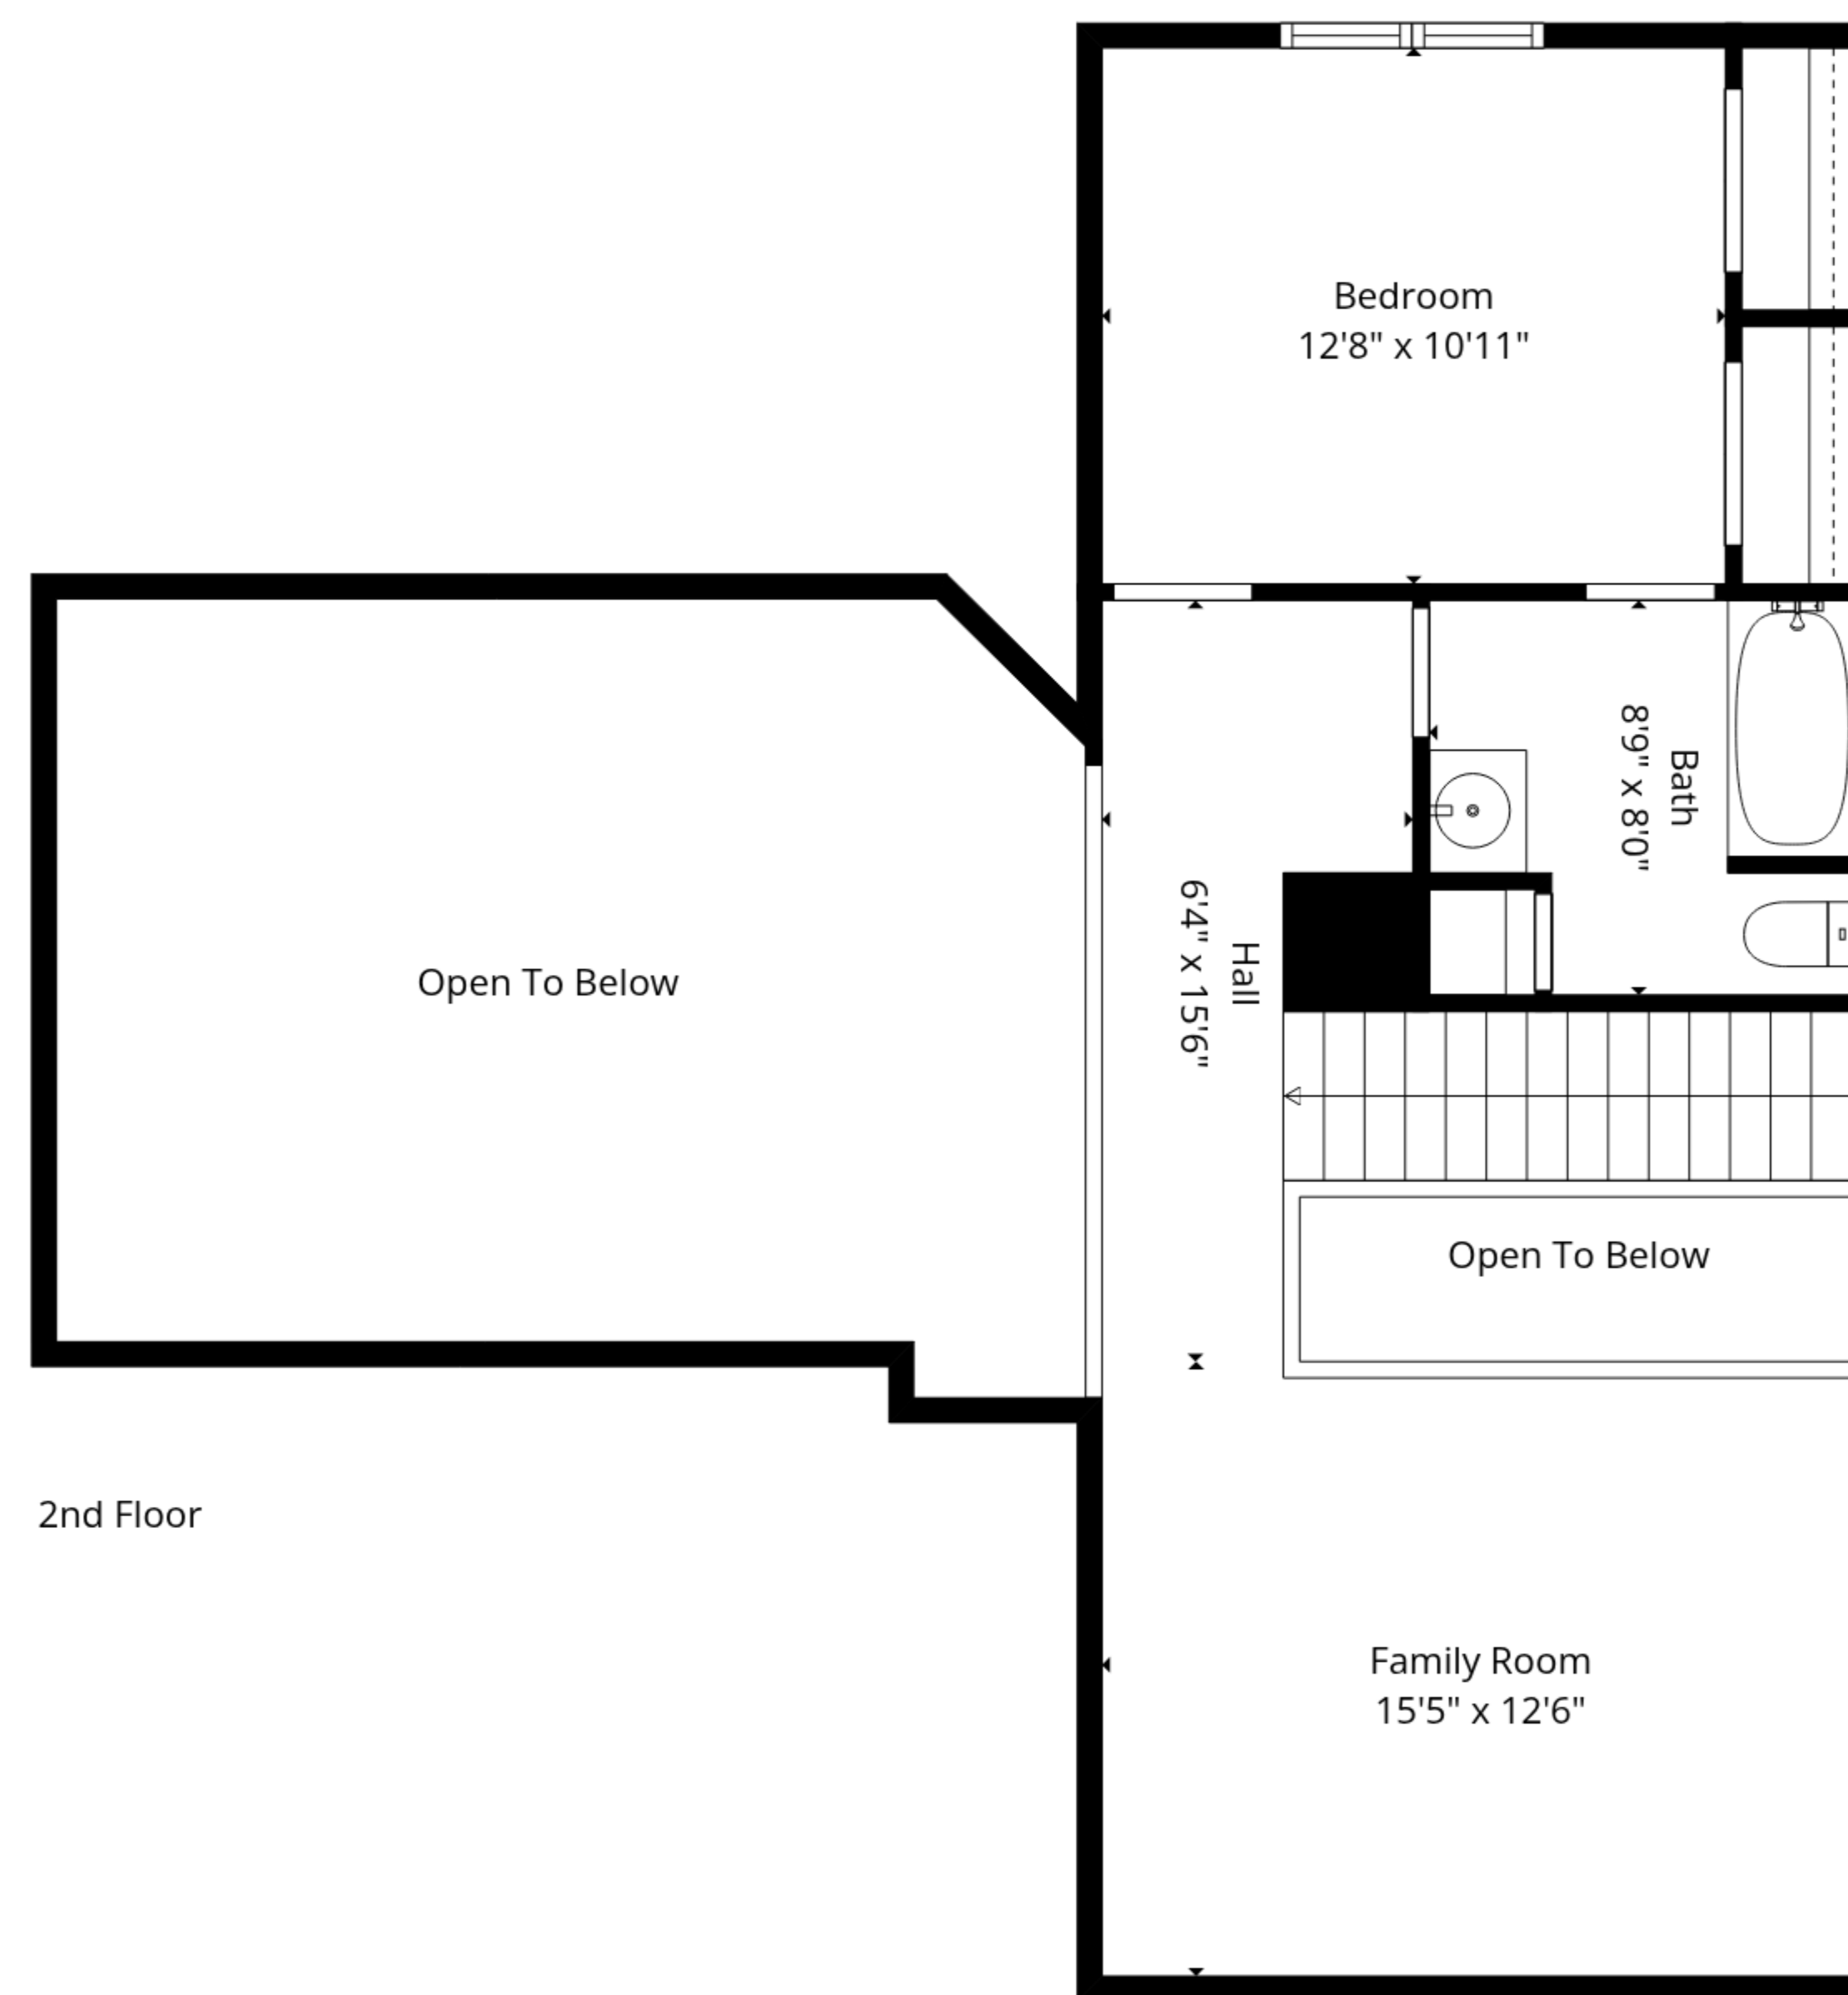 Bedroom
12'8" x 10'11"
Bath
8'9" x 8'0"
Hall
6'4" x 15'6"
Open To Below
Open To Below
2nd Floor
Family Room
15'5" x 12'6"